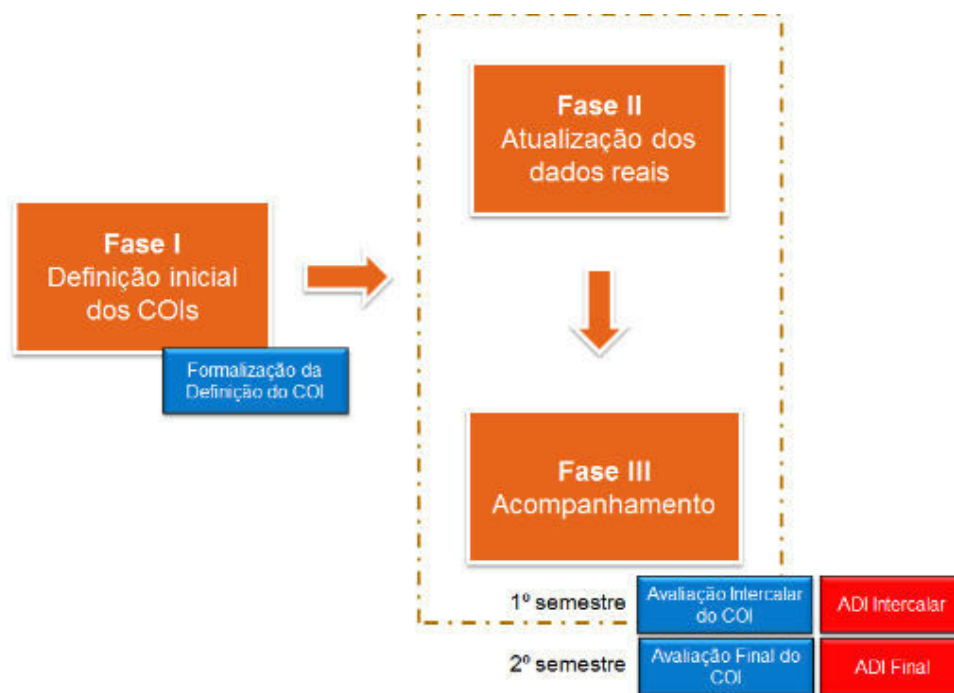 Fase I
Definição inicial
dos COIs
Formalização da
Definição do COI
Fase II
Atualização dos
dados reais
Fase III
Acompanhamento
1º semestre
Avaliação Intercalar
do COI
ADI Intercalar
2º semestre
Avaliação Final do
COI
ADI Final